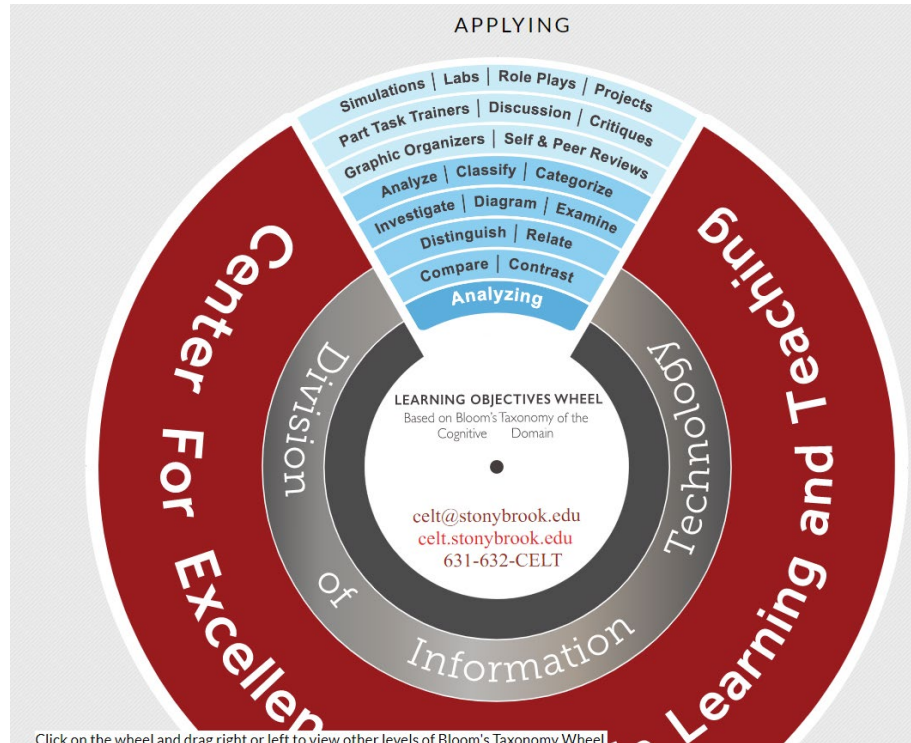 APPLYING
Simulations | Labs | Role Plays | Projects
Part Task Trainers | Discussion | Critiques
Graphic Organizers | Self & Peer Reviews
Analyze | Classify | Categorize
Investigate | Diagram | Examine
Distinguish | Relate
Compare | Contrast
Analyzing
LEARNING OBJECTIVES WHEEL
Based on Bloom's Taxonomy of the
Cognitive Domain
celt@stonybrook.edu
celt.stonybrook.edu
631-632-CELT
Division of Information Technology
Center For Excellen
Learning and Teaching
Click on the wheel and drag right or left to view other levels of Bloom's Taxonomy Wheel